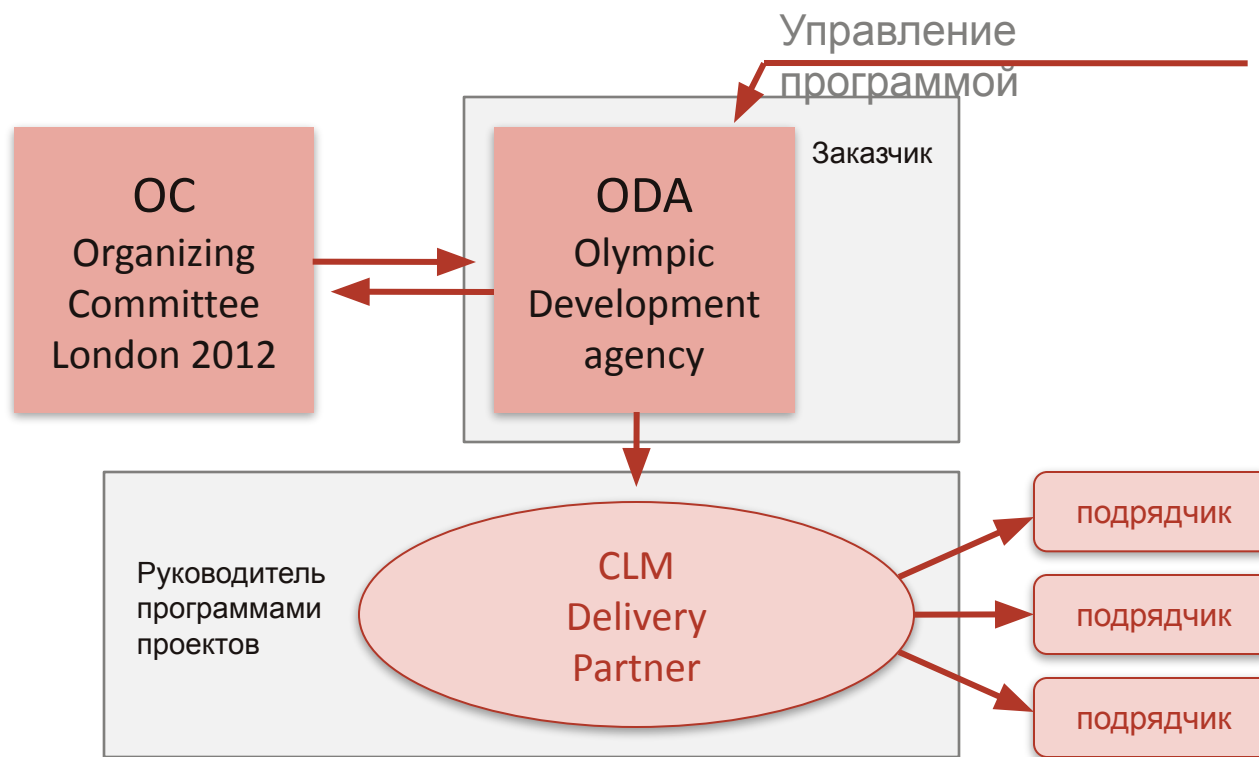 Управление
программой
Заказчик
OC
Organizing
Committee
London 2012
ODA
Olympic
Development
agency
Руководитель
программами
проектов
CLM
Delivery
Partner
подрядчик
подрядчик
подрядчик